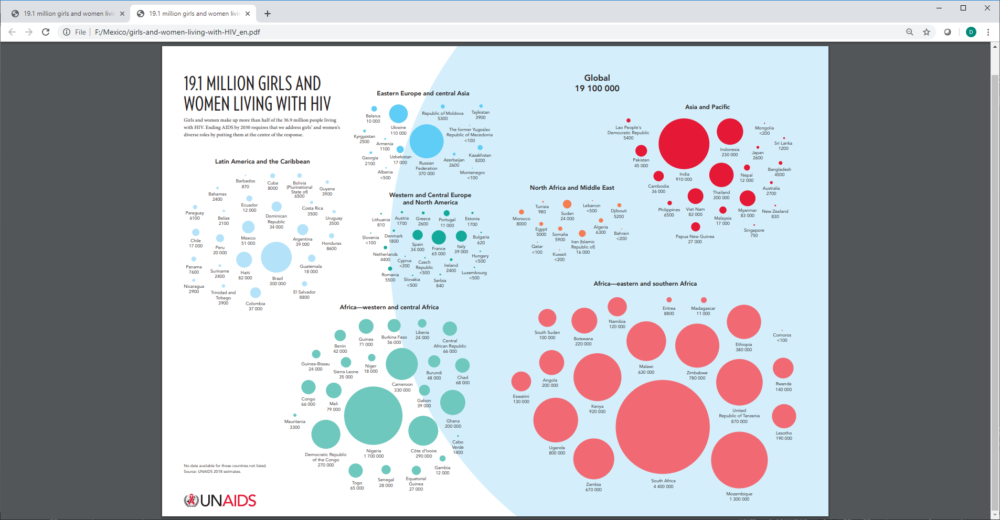 19.1 million girls and women livin
19.1 million girls and women livin
File F:/Mexico/girls-and-women-living-with-HIV_en.pdf
D
19.1 MILLION GIRLS AND
WOMEN LIVING WITH HIV
Girls and women make up more than half of the 36.9 million people living
with HIV. Ending AIDS by 2030 requires that we address girls' and women's
diverse roles by putting them at the centre of the response.
Global
19 100 000
Eastern Europe and central Asia
Belarus
10 000
Ukraine
110 000
Republic of Moldova
5300
Tajikistan
3900
Kyrgyzstan
2500
Armenia
1100
The former Yugoslav
Republic of Macedonia
<100
Georgia
2100
Uzbekistan
17 000
Russian
Federation
370 000
Azerbaijan
2600
Kazakhstan
8200
Albania
<500
Montenegro
<100
Asia and Pacific
Lao People's
Democratic Republic
5400
Mongolia
<200
Sri Lanka
1200
Indonesia
230 000
Japan
2600
Pakistan
45 000
India
910 000
Nepal
12 000
Bangladesh
4500
Cambodia
36 000
Thailand
200 000
Australia
2700
Philippines
6500
Viet Nam
82 000
Malaysia
17 000
Myanmar
83 000
New Zealand
830
Papua New Guinea
27 000
Singapore
750
Latin America and the Caribbean
Barbados
870
Cuba
8000
Bolivia
(Plurinational
State of)
6500
Guyana
3900
Bahamas
2400
Ecuador
12 000
Costa Rica
3500
Paraguay
6100
Belize
2100
Dominican
Republic
34 000
Uruguay
3500
Chile
17 000
Peru
20 000
Mexico
51 000
Argentina
39 000
Honduras
8600
Panama
7600
Suriname
2400
Haiti
82 000
Brazil
300 000
Guatemala
18 000
Nicaragua
2900
Trinidad and
Tobago
3900
Colombia
37 000
El Salvador
8800
Western and Central Europe
and North America
Lithuania
810
Austria
1700
Greece
2600
Portugal
11 000
Estonia
1700
Slovenia
<100
Denmark
1800
Spain
34 000
France
65 000
Italy
39 000
Bulgaria
620
Netherlands
4400
Cyprus
<200
Czech
Republic
<500
Ireland
2400
Hungary
<500
Romania
5500
Slovakia
<500
Serbia
840
Luxembourg
<500
North Africa and Middle East
Tunisia
980
Sudan
24 000
Lebanon
<500
Djibouti
5200
Morocco
8000
Egypt
5000
Somalia
5900
Algeria
6300
Bahrain
<200
Qatar
<100
Kuwait
<200
Iran (Islamic
Republic of)
16 000
Africa—western and central Africa
Benin
42 000
Guinea
71 000
Burkina Faso
56 000
Liberia
24 000
Central
African Republic
66 000
Guinea-Bissau
24 000
Sierra Leone
35 000
Niger
18 000
Cameroon
330 000
Burundi
48 000
Chad
68 000
Congo
66 000
Mali
79 000
Gabon
39 000
Ghana
200 000
Mauritania
3300
Democratic Republic
of the Congo
270 000
Nigeria
1 700 000
Côte d'Ivoire
290 000
Cabo
Verde
1400
Togo
65 000
Senegal
28 000
Equatorial
Guinea
27 000
Gambia
12 000
Africa—eastern and southern Africa
South Sudan
100 000
Botswana
220 000
Namibia
120 000
Eritrea
8800
Madagascar
11 000
Ethiopia
380 000
Comoros
<100
Angola
200 000
Malawi
630 000
Zimbabwe
780 000
Rwanda
140 000
Eswatini
130 000
Kenya
920 000
United
Republic of Tanzania
870 000
Lesotho
190 000
Uganda
800 000
Zambia
670 000
South Africa
4 400 000
Mozambique
1 300 000
No data available for those countries not listed.
Source: UNAIDS 2018 estimates.
UNAIDS